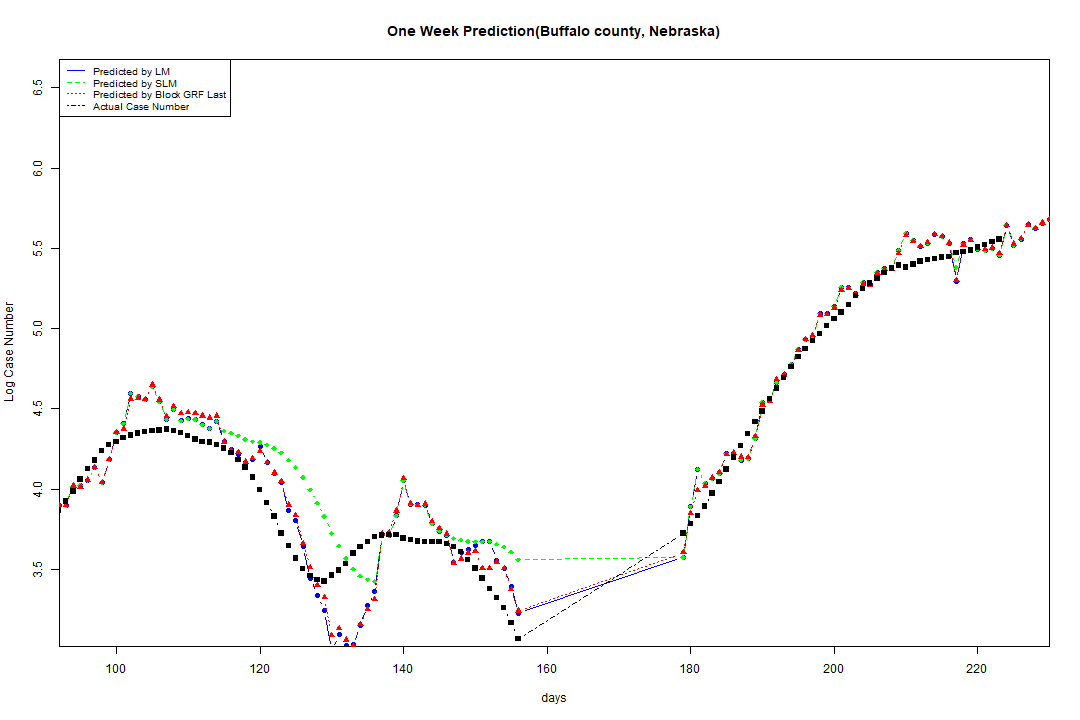 One Week Prediction(Buffalo county, Nebraska)
Predicted by LM
Predicted by SLM
Predicted by Block GRF Last
Actual Case Number
6.5
6.0
5.5
5.0
4.5
4.0
3.5
Log Case Number
100 120 140 160 180 200 220
days